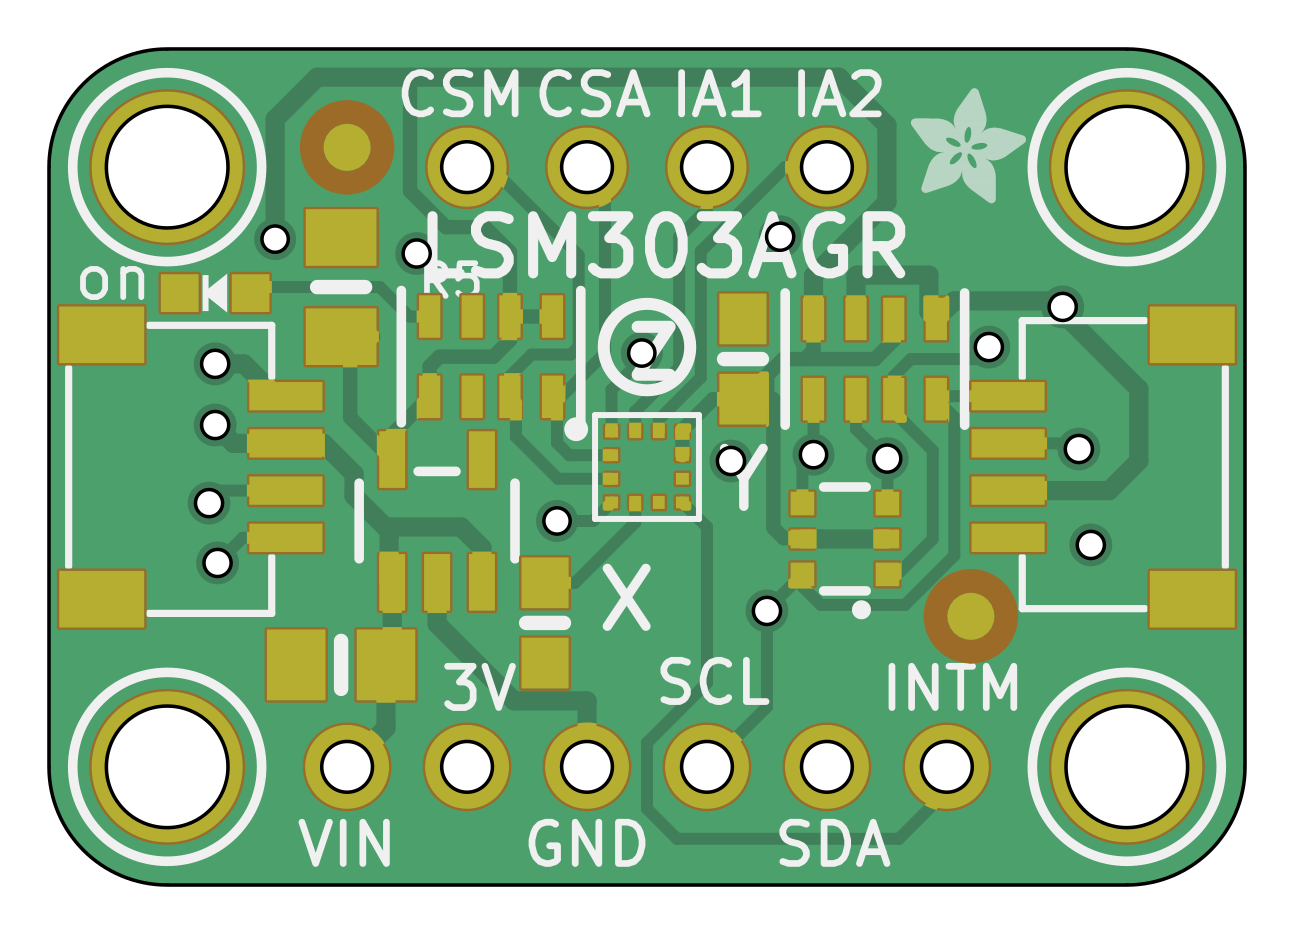 CSM CSA IA1 IA2
LSM303AGR
on
R5
Z
Y
X
3V SCL INTM
VIN GND SDA